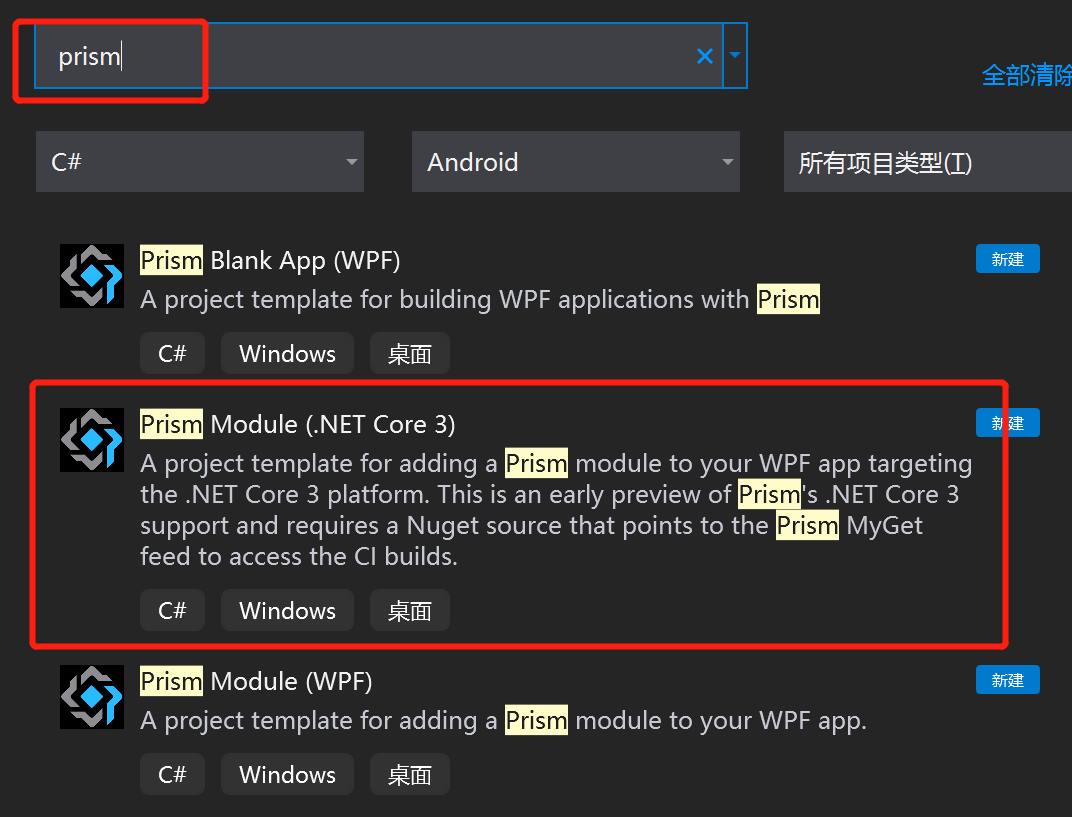 prism
全部清除
C#
Android
所有项目类型(T)
Prism Blank App (WPF)
新建
A project template for building WPF applications with Prism
C#
Windows
桌面
Prism Module (.NET Core 3)
新建
A project template for adding a Prism module to your WPF app targeting
the .NET Core 3 platform. This is an early preview of Prism's .NET Core 3
support and requires a Nuget source that points to the Prism MyGet
feed to access the CI builds.
C#
Windows
桌面
Prism Module (WPF)
新建
A project template for adding a Prism module to your WPF app.
C#
Windows
桌面